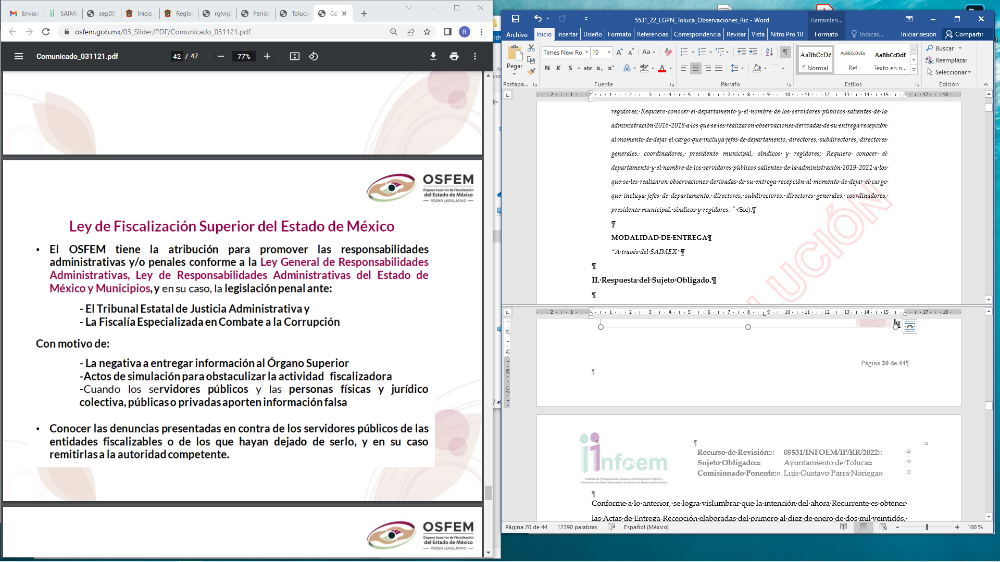 Enviad
SAIME
sep09
Inicio
Reglar
rglvig
Periód
Toluca
Co
osfem.gob.mx/03_Slider/PDF/Comunicado_031121.pdf
R
Comunicado_031121.pdf
42 / 47
77%
OSFEM
Órgano Superior de Fiscalización
del Estado de México
PODER LEGISLATIVO
Ley de Fiscalización Superior del Estado de México
• El OSFEM tiene la atribución para promover las responsabilidades
administrativas y/o penales conforme a la Ley General de Responsabilidades
Administrativas, Ley de Responsabilidades Administrativas del Estado de
México y Municipios, y en su caso, la legislación penal ante:
- El Tribunal Estatal de Justicia Administrativa y
- La Fiscalía Especializada en Combate a la Corrupción
Con motivo de:
- La negativa a entregar información al Órgano Superior
-Actos de simulación para obstaculizar la actividad fiscalizadora
-Cuando los servidores públicos y las personas físicas y jurídico
colectiva, públicas o privadas aporten información falsa
• Conocer las denuncias presentadas en contra de los servidores públicos de las
entidades fiscalizables o de los que hayan dejado de serlo, y en su caso
remitirlas a la autoridad competente.
OSFEM
Órgano Superior de Fiscalización
del Estado de México
PODER LEGISLATIVO
5531_22_LGPN_Toluca_Observaciones_Ric - Word
Herramien...
Archivo
Inicio
Insertar
Diseño
Formato
Referencias
Correspondencia
Revisar
Vista
Nitro Pro 10
Formato
Indicar...
Iniciar sesión
Compartir
Pegar
Times New Ro
10
N K S abc x₂ x²
AaBbCcDd
¶ Normal
AaBbCcDdEe
Ref
AaBbCcDdE
Texto en n...
Buscar
Reemplazar
Seleccionar
Portapa...
Fuente
Párrafo
Estilos
Edición
regidores; Requiero conocer el departamento y el nombre de los servidores públicos salientes de la
administración 2016-2018 a los que se les realizaron observaciones derivadas de su entrega recepción
al momento de dejar el cargo que incluya jefes de departamento, directores, subdirectores, directores
generales, coordinadores, presidente municipal, síndicos y regidores; Requiero conocer el
departamento y el nombre de los servidores públicos salientes de la administración 2019-2021 a los
que se les realizaron observaciones derivadas de su entrega recepción al momento de dejar el cargo
que incluya jefes de departamento, directores, subdirectores, directores generales, coordinadores,
presidente municipal, síndicos y regidores. " (Sic).¶
¶
MODALIDAD DE ENTREGA¶
"A través del SAIMEX"¶
¶
II. Respuesta del Sujeto Obligado.¶
¶
LUCIÓN
Página 20 de 44¶
¶
infoem
Instituto de Transparencia, Acceso a la Información Pública y
Protección de Datos Personales del Estado de México y Municipios
¶
Recurso de Revisión:¤ 05531/INFOEM/IP/RR/2022¤
Sujeto Obligado:¤ Ayuntamiento de Toluca¤
Comisionado Ponente:¤ Luis Gustavo Parra Noriega¤
¶
Conforme a lo anterior, se logra vislumbrar que la intención del ahora Recurrente es obtener
las Actas de Entrega-Recepción elaboradas del primero al diez de enero de dos mil veintidós,
Página 20 de 44
12390 palabras
Español (México)
100 %